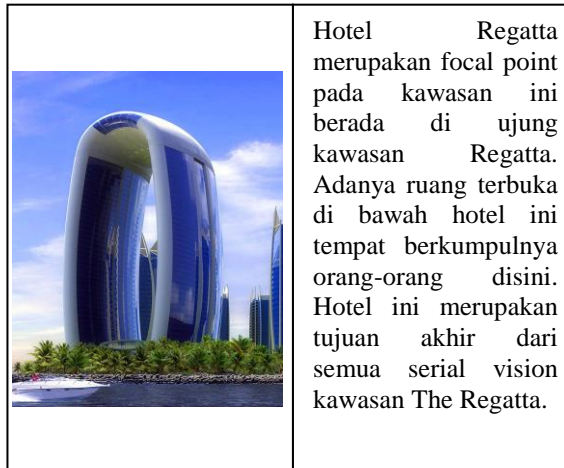 Hotel Regatta
merupakan focal point
pada kawasan ini
berada di ujung
kawasan Regatta.
Adanya ruang terbuka
di bawah hotel ini
tempat berkumpulnya
orang-orang disini.
Hotel ini merupakan
tujuan akhir dari
semua serial vision
kawasan The Regatta.